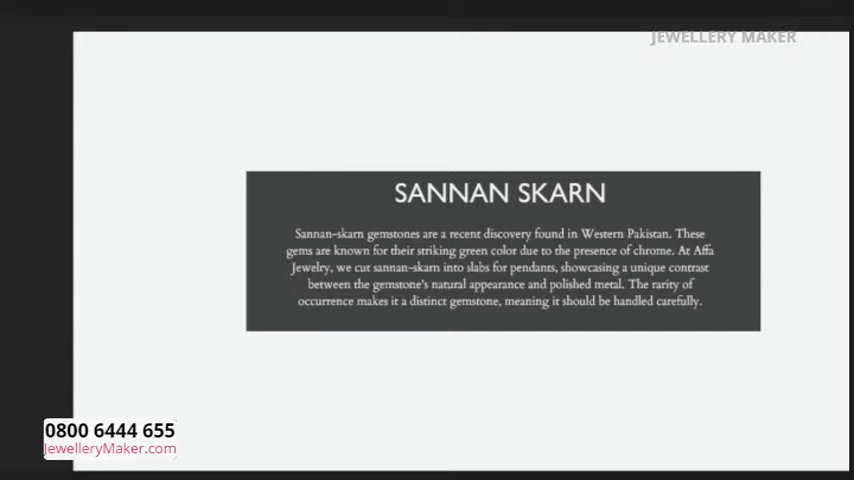 JEWELLERY MAKER
SANNAN SKARN
Sannan-skarn gemstones are a recent discovery found in Western Pakistan. These
gems are known for their striking green color due to the presence of chrome. At Affa
Jewelry, we cut sannan-skarn into slabs for pendants, showcasing a unique contrast
between the gemstone's natural appearance and polished metal. The rarity of
occurrence makes it a distinct gemstone, meaning it should be handled carefully.
0800 6444 655
JewelleryMaker.com